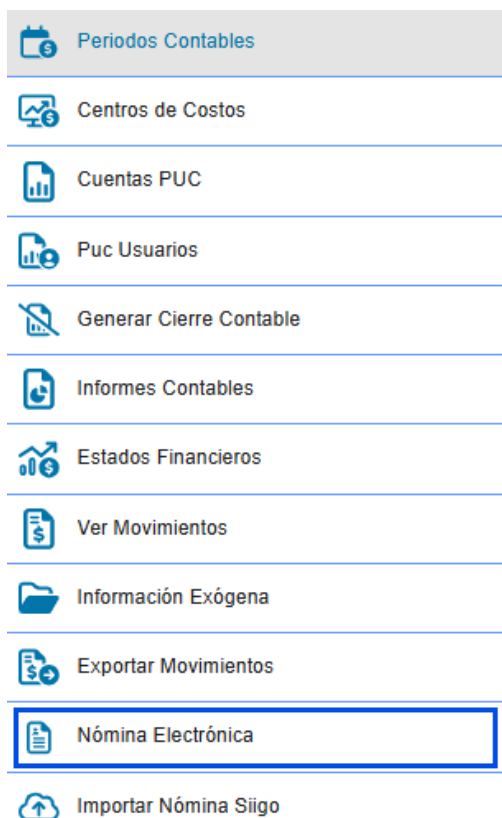 Periodos Contables
Centros de Costos
Cuentas PUC
Puc Usuarios
Generar Cierre Contable
Informes Contables
Estados Financieros
Ver Movimientos
Información Exógena
Exportar Movimientos
Nómina Electrónica
Importar Nómina Siigo